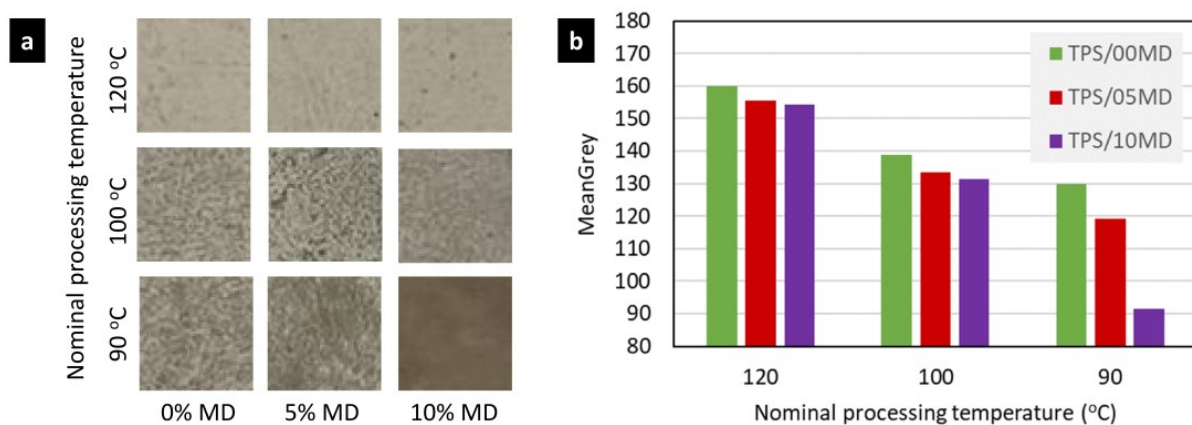 a
Nominal processing temperature
120 °C
100 °C
90 °C
0% MD 5% MD 10% MD
b
180
170
160
150
140
130
120
110
100
90
80
MeanGrey
TPS/00MD
TPS/05MD
TPS/10MD
120 100 90
Nominal processing temperature (°C)